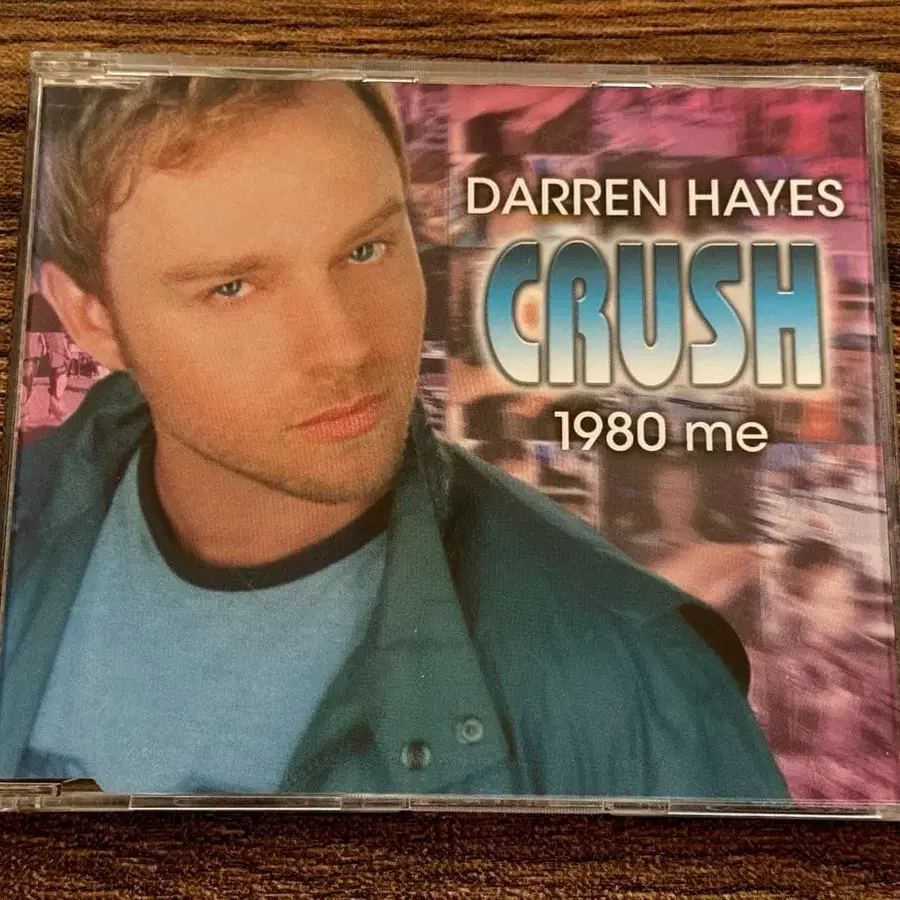 DARREN HAYES
CRUSH
1980 me